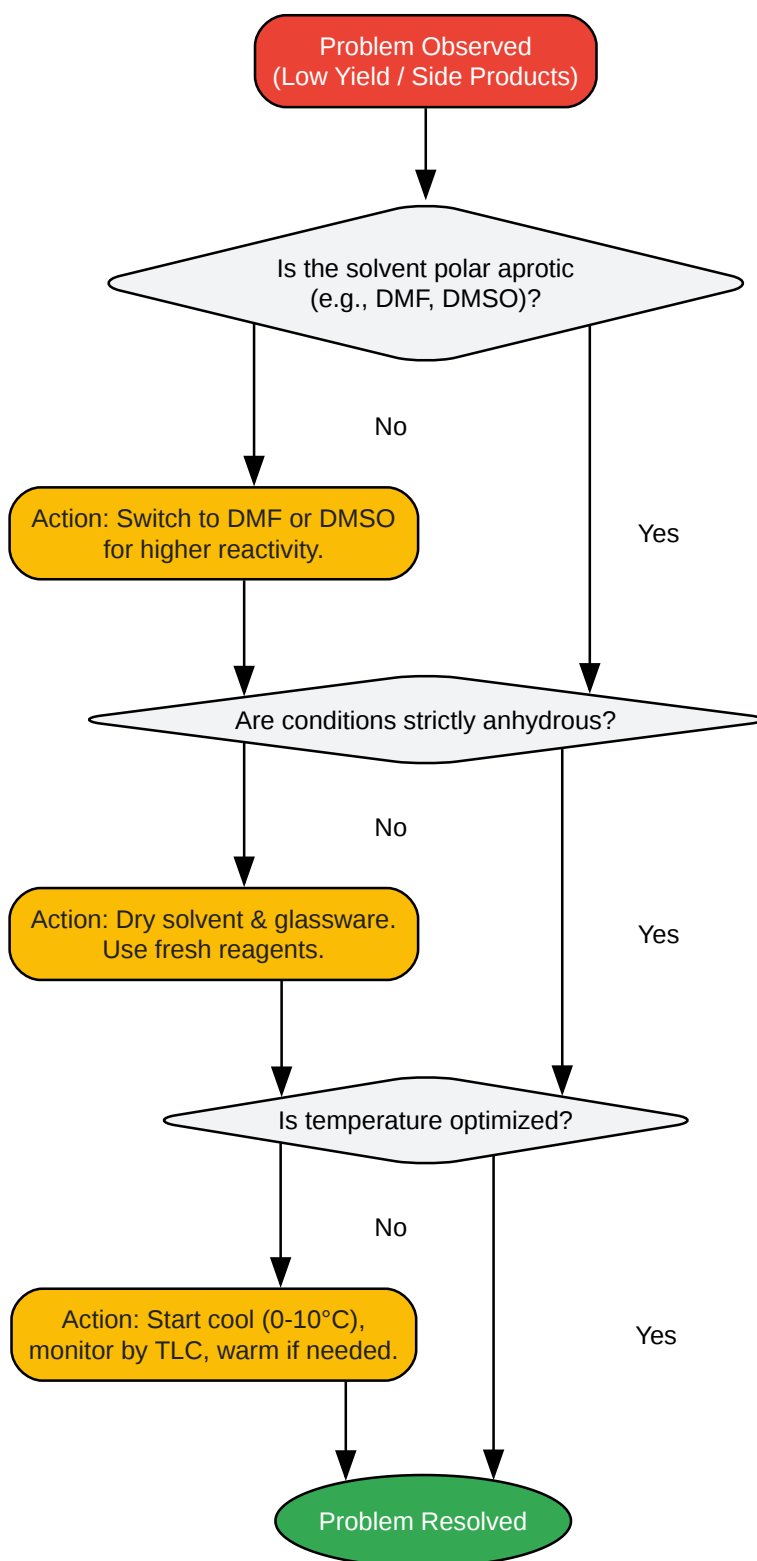 Problem Observed
(Low Yield / Side Products)
Is the solvent polar aprotic
(e.g., DMF, DMSO)?
No
Action: Switch to DMF or DMSO
for higher reactivity.
Yes
Are conditions strictly anhydrous?
No
Action: Dry solvent & glassware.
Use fresh reagents.
Yes
Is temperature optimized?
No
Action: Start cool (0-10°C),
monitor by TLC, warm if needed.
Yes
Problem Resolved